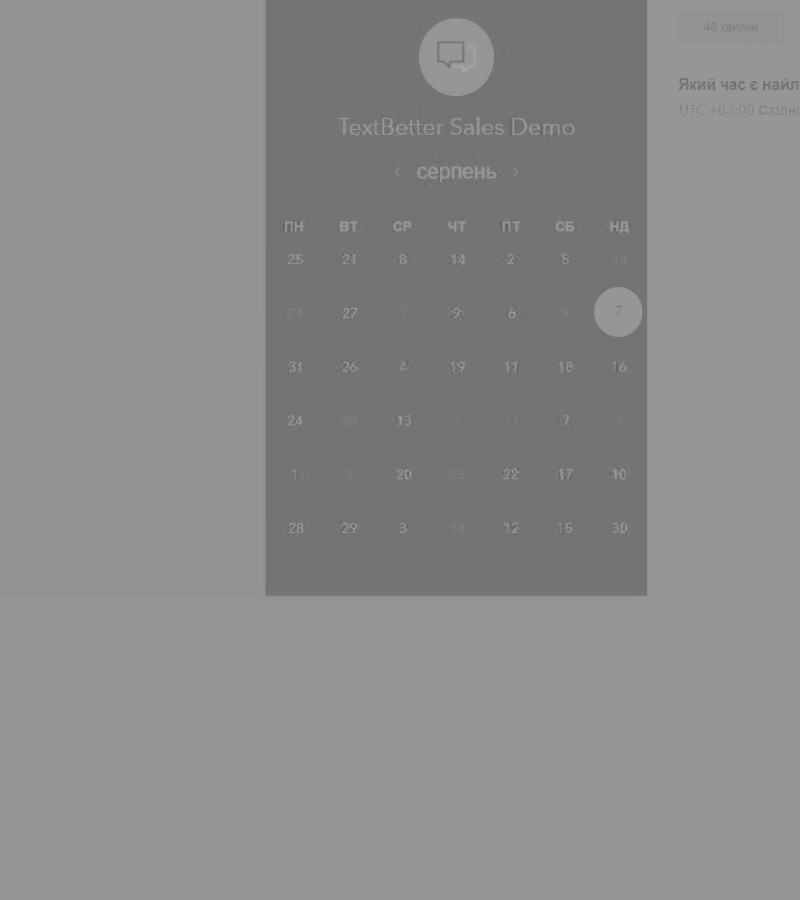 40 хвилин
Який час є найл
UTC +03:00 Східно
TextBetter Sales Demo
‹ серпень ›
ПН ВТ СР ЧТ ПТ СБ НД
25 21 8 14 2 5 14
24 27 7 9 6 9 7
31 26 4 19 11 18 16
24 28 13 2 11 7 3
1 5 20 25 22 17 10
28 29 3 14 12 15 30